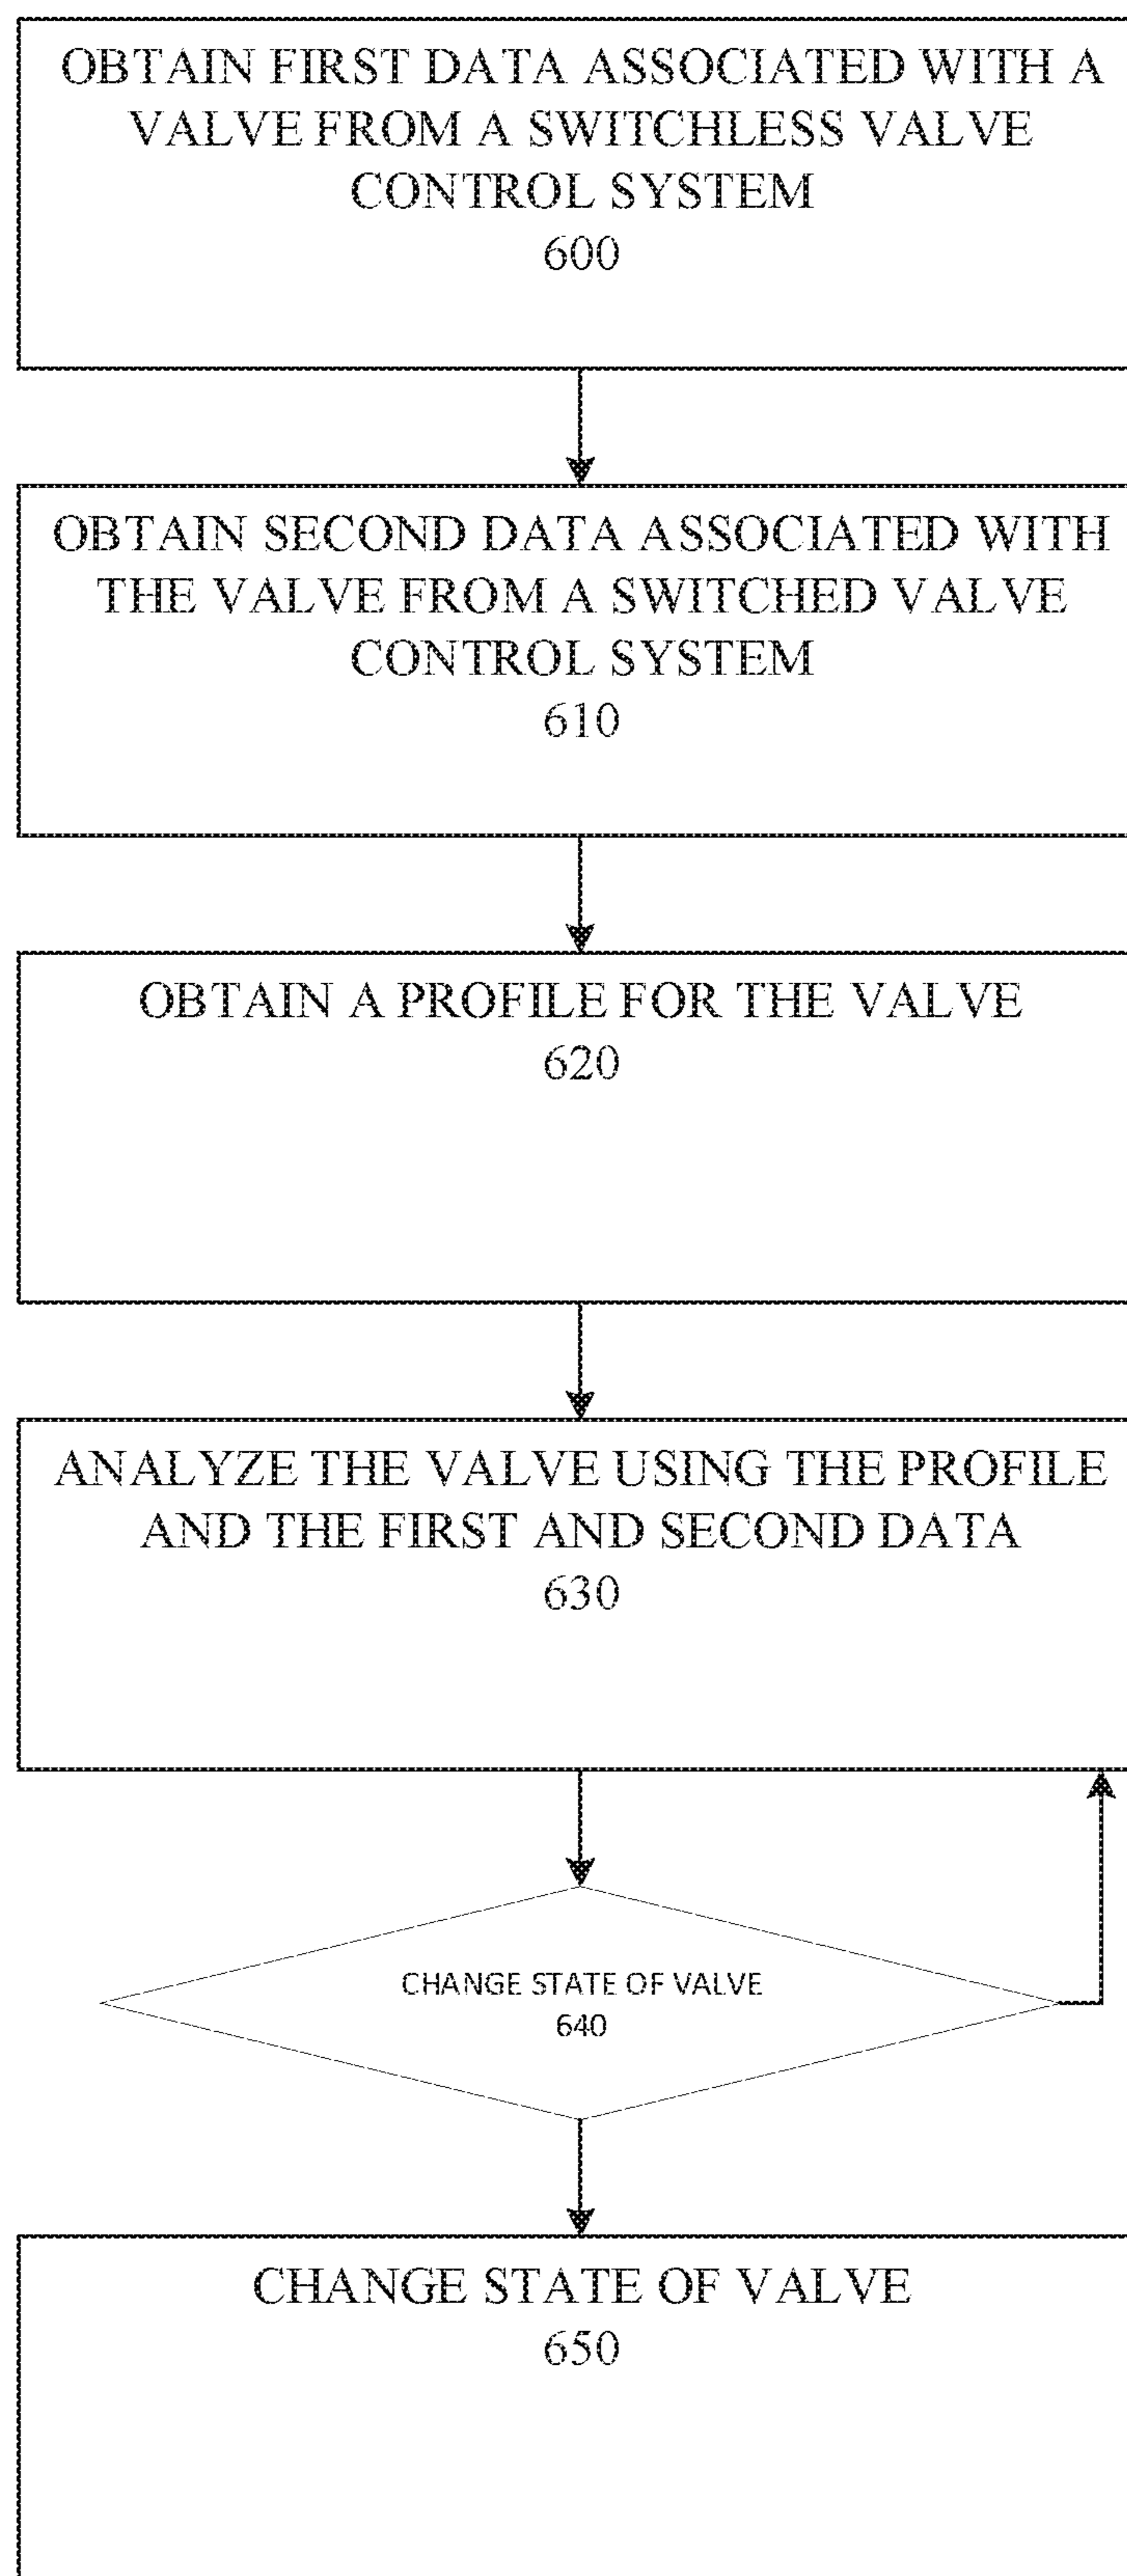 OBTAIN FIRST DATA ASSOCIATED WITH A
VALVE FROM A SWITCHLESS VALVE
CONTROL SYSTEM
600
OBTAIN SECOND DATA ASSOCIATED WITH
THE VALVE FROM A SWITCHED VALVE
CONTROL SYSTEM
610
OBTAIN A PROFILE FOR THE VALVE
620
ANALYZE THE VALVE USING THE PROFILE
AND THE FIRST AND SECOND DATA
630
CHANGE STATE OF VALVE
640
CHANGE STATE OF VALVE
650